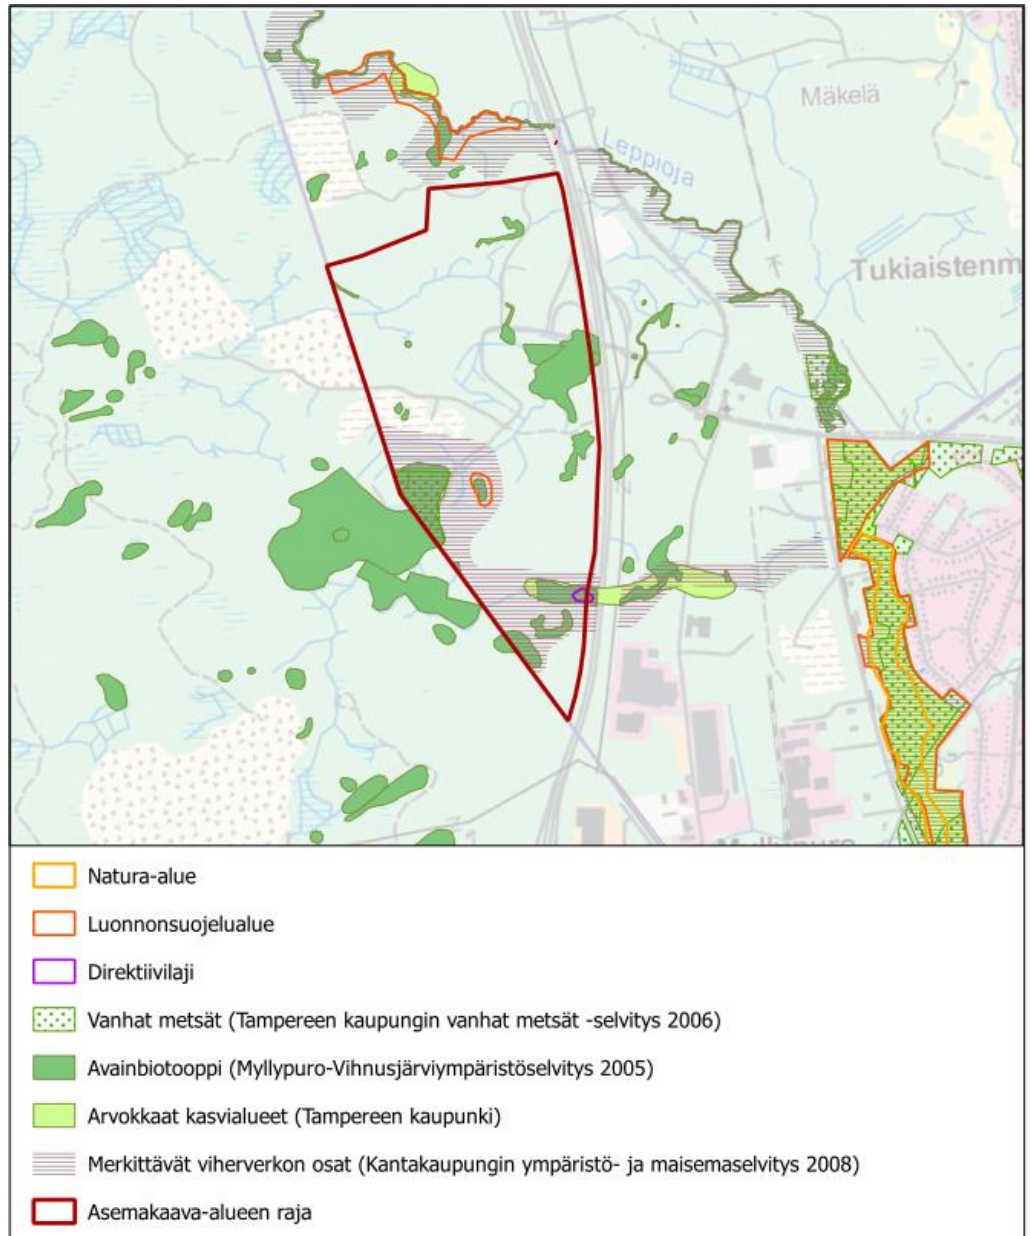 Mäkelä
Leppioja
Tukiaistenm
Myllypuro
Natura-alue
Luonnonsuojelualue
Direktiivilaji
Vanhat metsät (Tampereen kaupungin vanhat metsät -selvitys 2006)
Avainbiotooppi (Myllypuro-Vihnusjärviympäristöselvitys 2005)
Arvokkaat kasvialueet (Tampereen kaupunki)
Merkittävät viherverkon osat (Kantakaupungin ympäristö- ja maisemaselvitys 2008)
Asemakaava-alueen raja